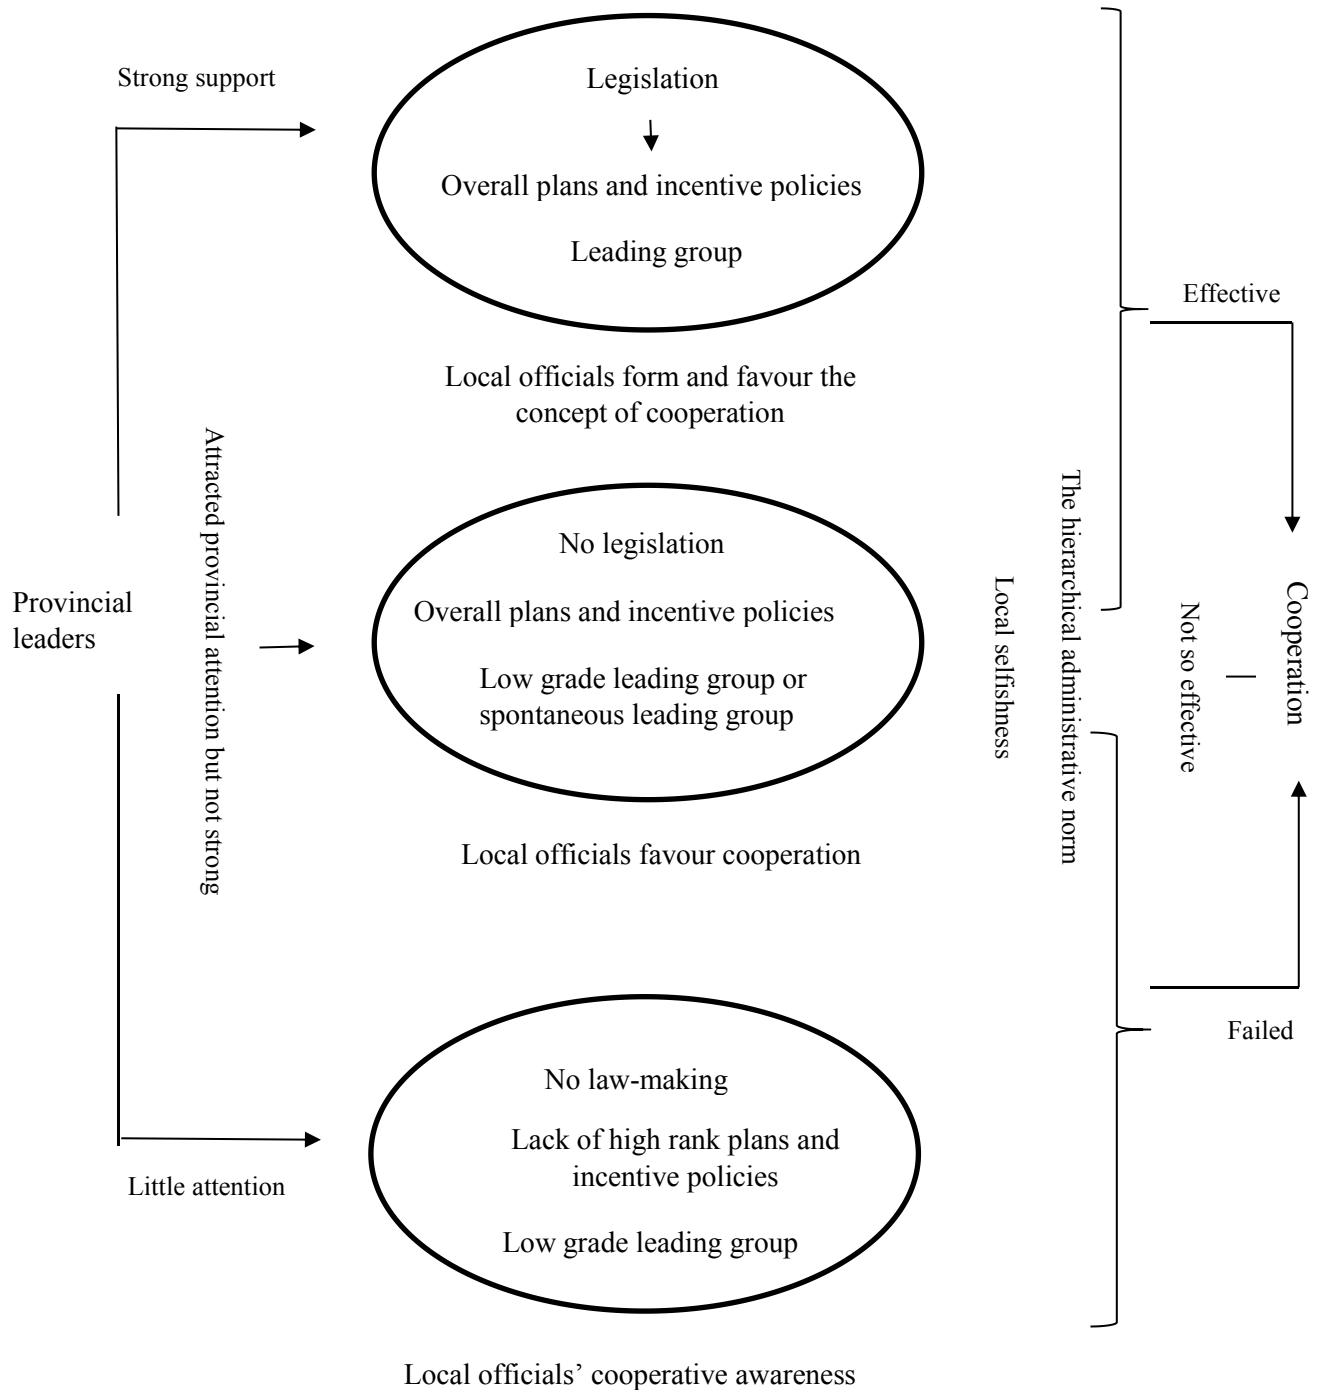 Strong support
Legislation
Overall plans and incentive policies
Leading group
Effective
Local officials form and favour the
concept of cooperation
Attracted provincial attention but not strong
No legislation
Overall plans and incentive policies
Low grade leading group or
spontaneous leading group
Provincial
leaders
Local selfishness
The hierarchical administrative norm
Not so effective
Cooperation
Local officials favour cooperation
Failed
No law-making
Lack of high rank plans and
incentive policies
Low grade leading group
Little attention
Local officials’ cooperative awareness